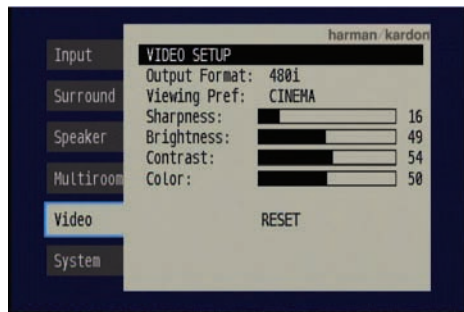 harman/kardon
Input
Surround
Speaker
Multiroom
Video
System
VIDEO SETUP
Output Format: 480i
Viewing Pref: CINEMA
Sharpness: 16
Brightness: 49
Contrast: 54
Color: 50
RESET